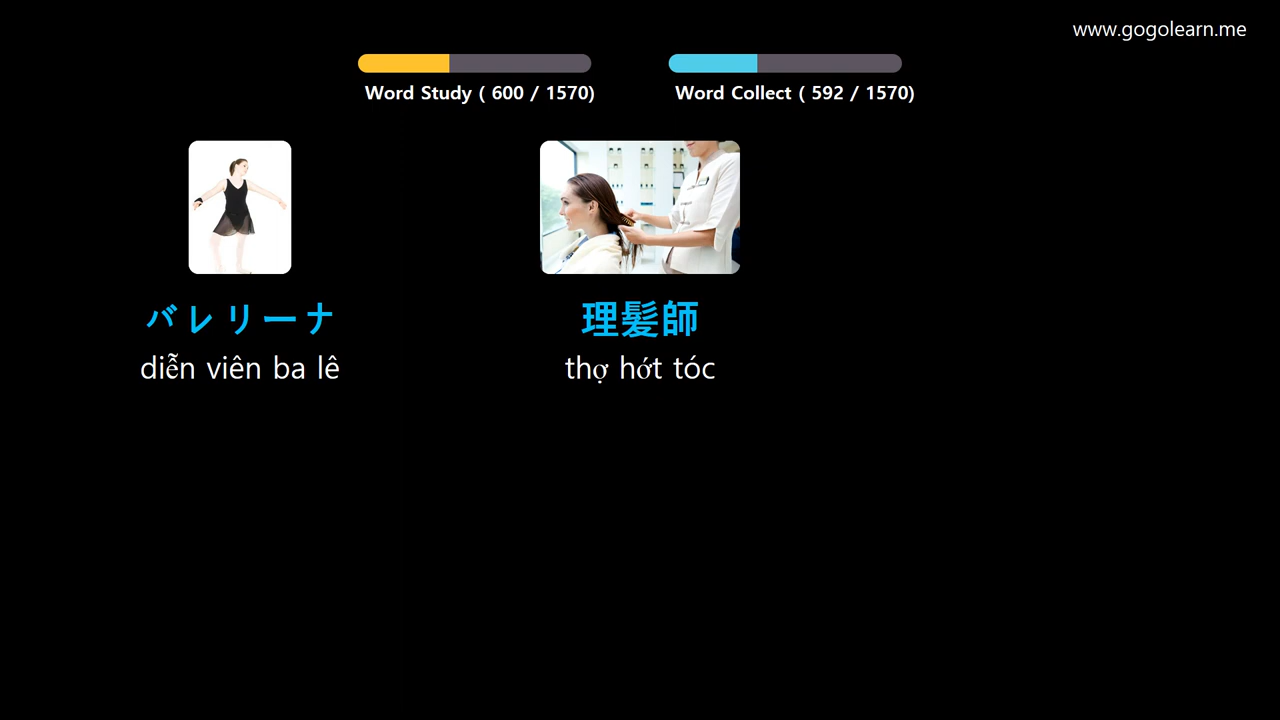 www.gogolearn.me
Word Study ( 600 / 1570)
Word Collect ( 592 / 1570)
バレリーナ
diễn viên ba lê
理髪師
thợ hớt tóc